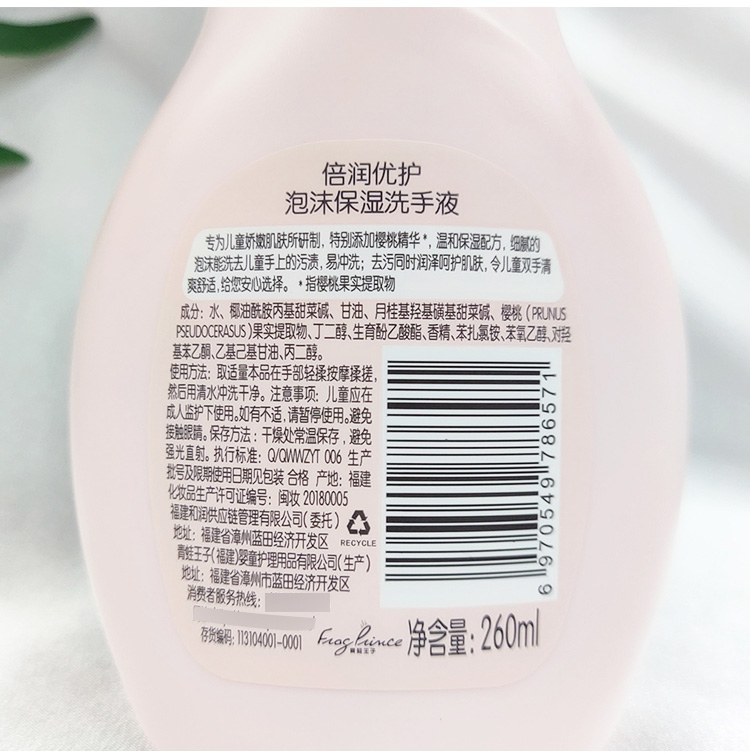 倍润优护
泡沫保湿洗手液
专为儿童娇嫩肌肤所研制，特别添加樱桃精华*，温和保湿配方，细腻的
泡沫能洗去儿童手上的污渍，易冲洗；去污同时润泽呵护肌肤，令儿童双手清
爽舒适，给您安心选择。*指樱桃果实提取物
成分：水、椰油酰胺丙基甜菜碱、甘油、月桂基羟基磺基甜菜碱、樱桃（PRUNUS
PSEUDOCERASUS）果实提取物、丁二醇、生育酚乙酸酯、香精、苯扎氯铵、苯氧乙醇、对羟
基苯乙酮、乙基己基甘油、丙二醇。
使用方法：取适量本品在手部轻揉按摩揉搓，
然后用清水冲洗干净。注意事项：儿童应在
成人监护下使用。如有不适，请暂停使用。避免
接触眼睛。保存方法：干燥处常温保存，避免
强光直射。执行标准：Q/QWWZYT 006 生产
批号及限期使用日期见包装 合格 产地：福建
化妆品生产许可证编号：闽妆 20180005
福建和润供应链管理有限公司（委托）
地址：福建省漳州蓝田经济开发区
青蛙王子（福建）婴童护理用品有限公司（生产）
地址：福建省漳州市蓝田经济开发区
消费者服务热线：
存货编码：113104001-0001
RECYCLE
Frog Prince
青蛙王子
净含量：260ml
6 970549 786571